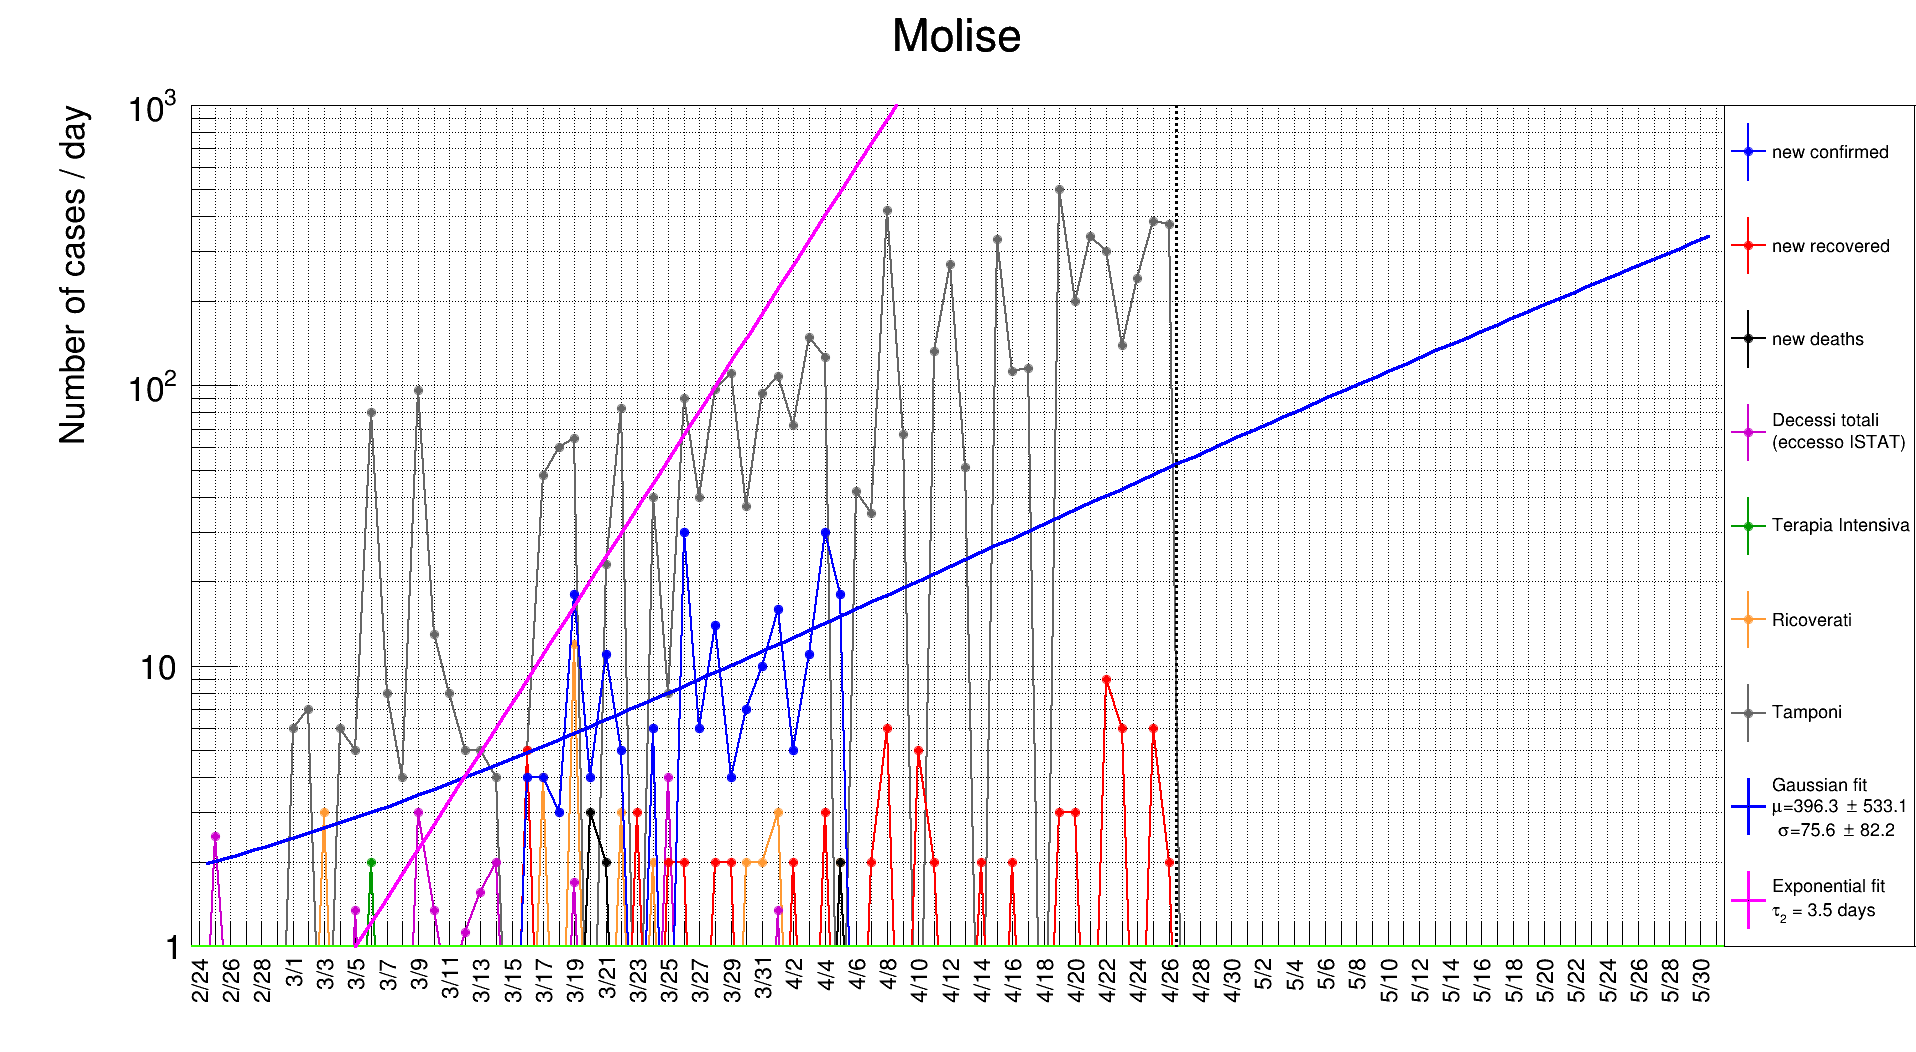 Molise
Number of cases / day
10³
10²
10
1
2/24 2/26 2/28 3/1 3/3 3/5 3/7 3/9 3/11 3/13 3/15 3/17 3/19 3/21 3/23 3/25 3/27 3/29 3/31 4/2 4/4 4/6 4/8 4/10 4/12 4/14 4/16 4/18 4/20 4/22 4/24 4/26 4/28 4/30 5/2 5/4 5/6 5/8 5/10 5/12 5/14 5/16 5/18 5/20 5/22 5/24 5/26 5/28 5/30
new confirmed
new recovered
new deaths
Decessi totali
(eccesso ISTAT)
Terapia Intensiva
Ricoverati
Tamponi
Gaussian fit
μ=396.3 ± 533.1
σ=75.6 ± 82.2
Exponential fit
τ₂ = 3.5 days